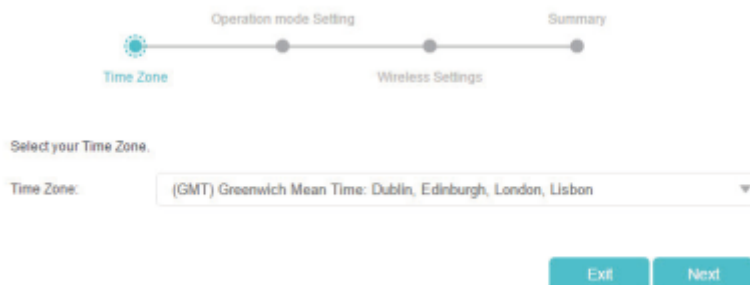 Operation mode Setting
Summary
Time Zone
Wireless Settings
Select your Time Zone.
Time Zone:
(GMT) Greenwich Mean Time: Dublin, Edinburgh, London, Lisbon
Exit
Next